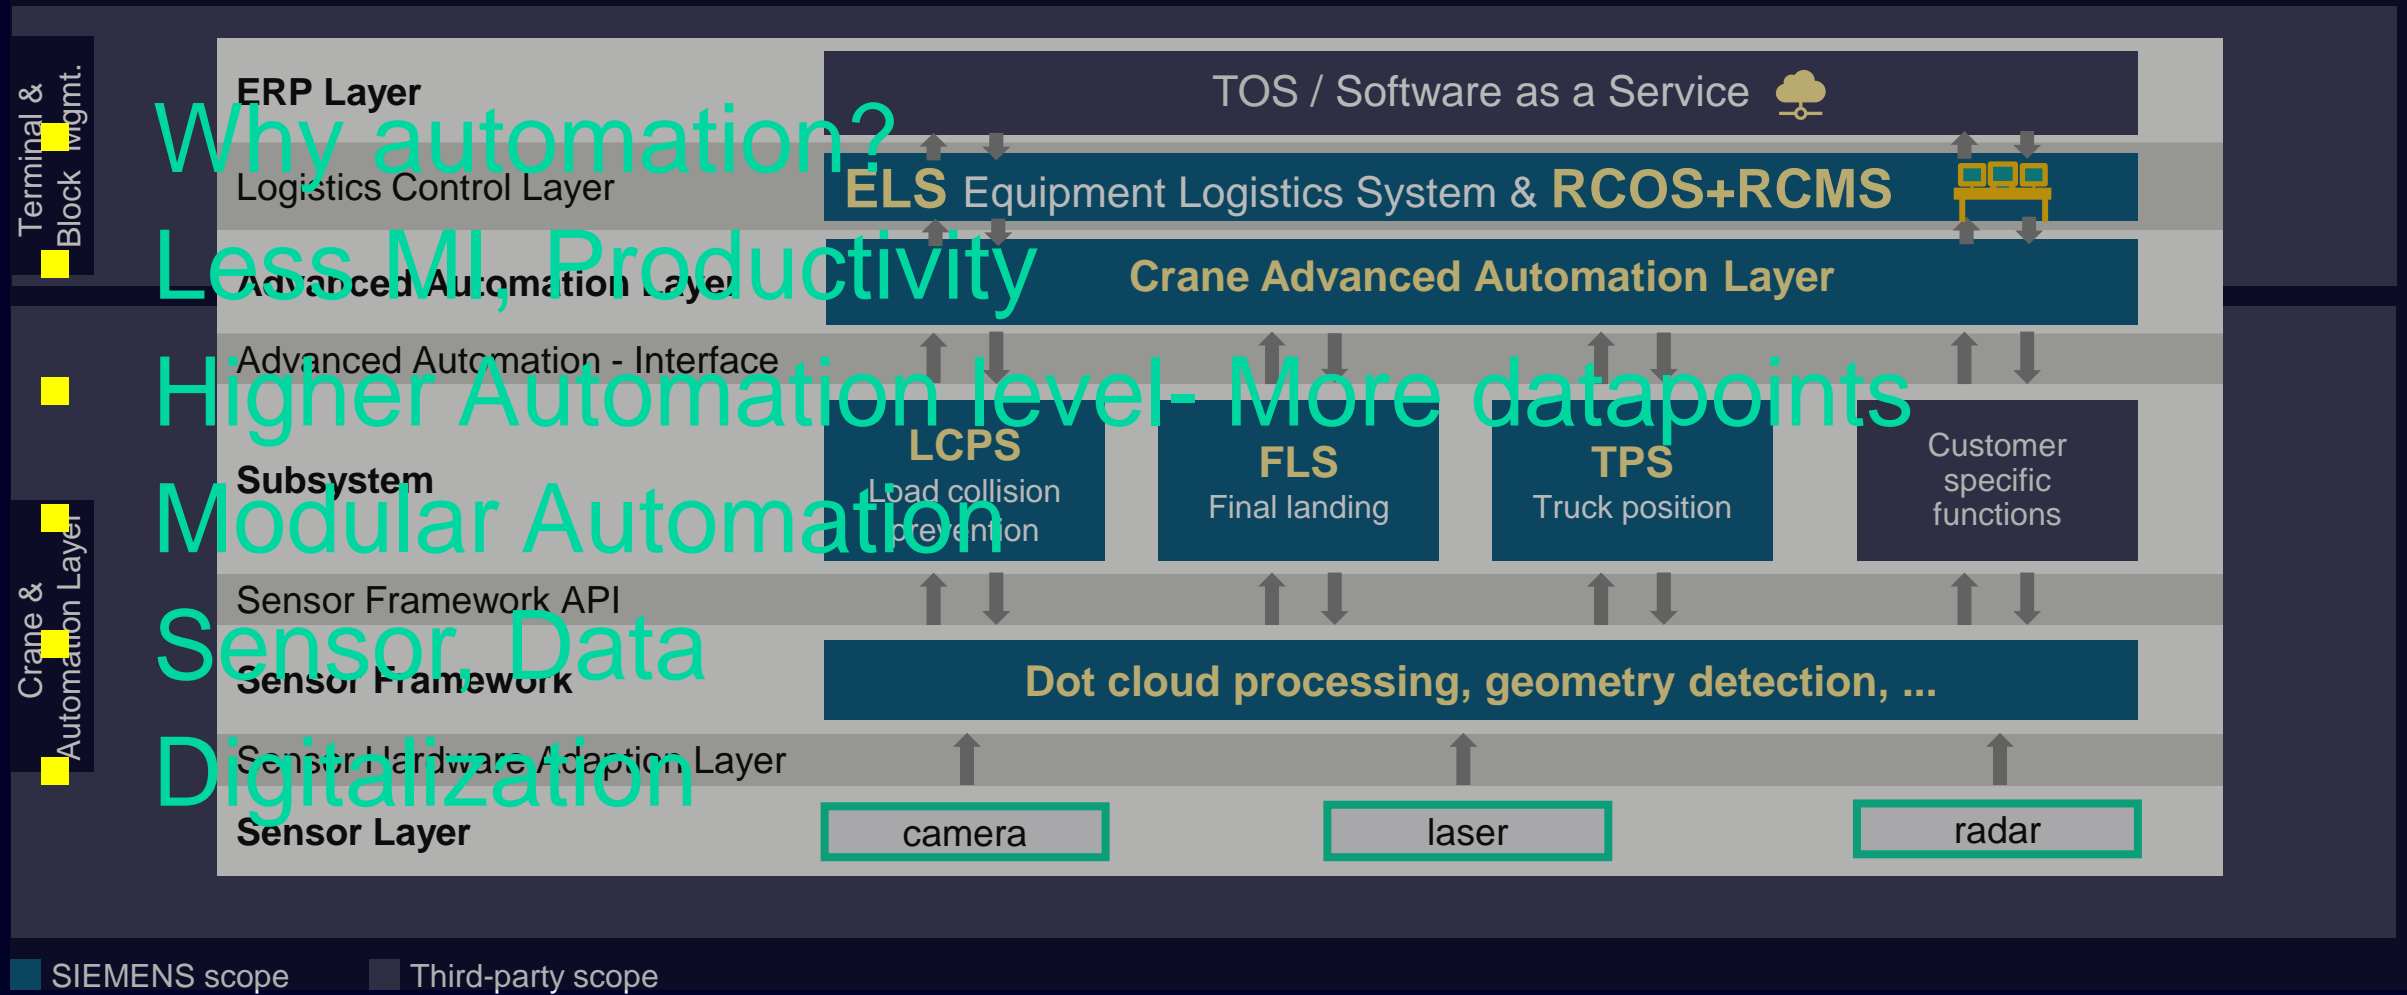 Terminal &
Block Mgmt.
Crane &
Automation Layer
ERP Layer
TOS / Software as a Service
Logistics Control Layer
ELS Equipment Logistics System & RCOS+RCMS
Advanced Automation Layer
Crane Advanced Automation Layer
Advanced Automation - Interface
Subsystem
LCPS
Load collision
prevention
FLS
Final landing
TPS
Truck position
Customer
specific
functions
Sensor Framework API
Sensor Framework
Dot cloud processing, geometry detection, ...
Sensor Hardware Adaption Layer
Sensor Layer
camera
laser
radar
Why automation?
Less MI, Productivity
Higher Automation level- More datapoints
Modular Automation
Sensor, Data
Digitalization
SIEMENS scope
Third-party scope